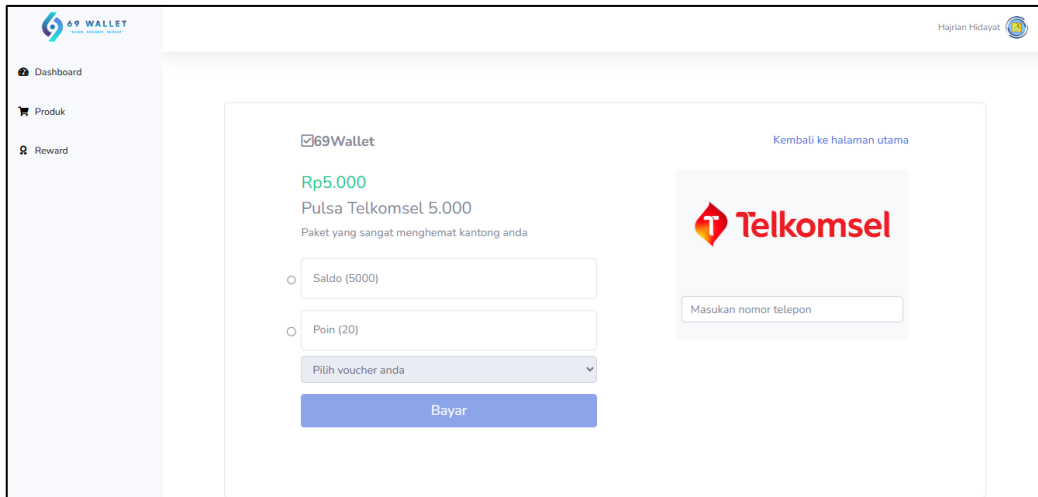 69 WALLET
Hajrian Hidayat
Dashboard
Produk
Reward
69Wallet
Kembali ke halaman utama
Rp5.000
Pulsa Telkomsel 5.000
Paket yang sangat menghemat kantong anda
Telkomsel
Saldo (5000)
Masukan nomor telepon
Poin (20)
Pilih voucher anda
Bayar